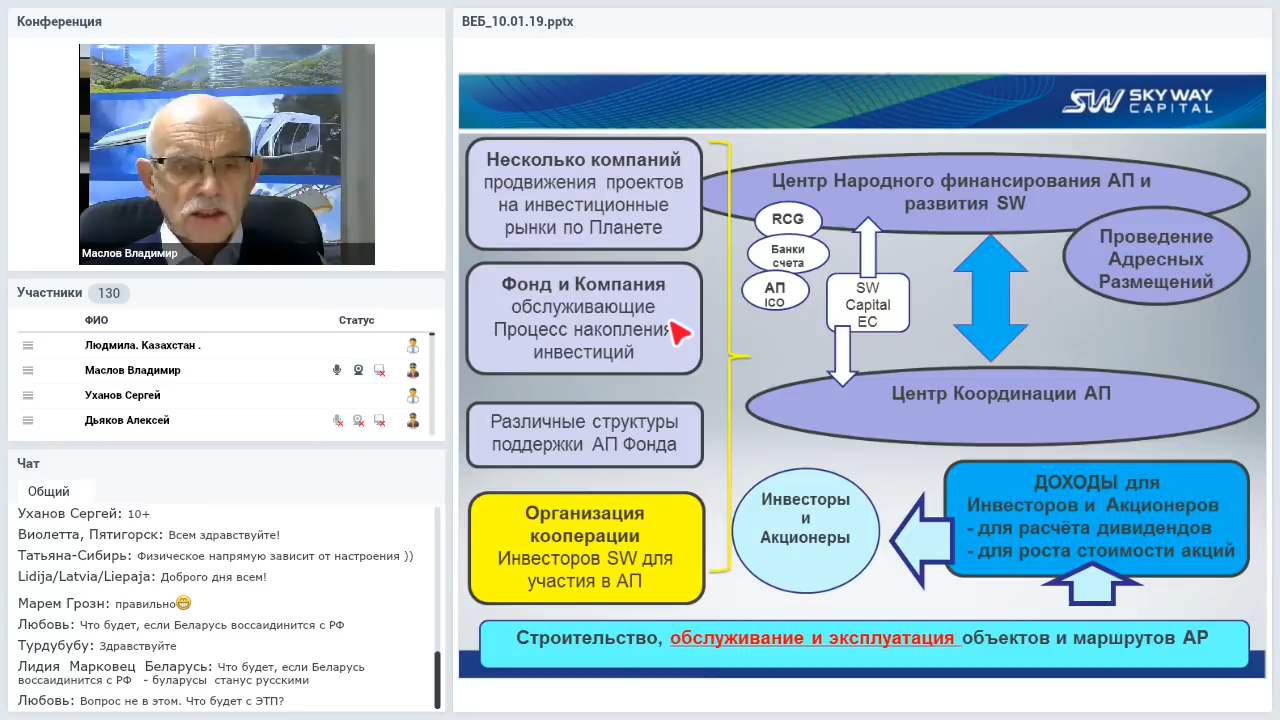 Конференция
Маслов Владимир
Участники 130
ФИО Статус
Людмила. Казахстан .
Маслов Владимир
Уханов Сергей
Дьяков Алексей
Чат
Общий
Уханов Сергей: 10+
Виолетта, Пятигорск: Всем здравствуйте!
Татьяна-Сибирь: Физическое напрямую зависит от настроения ))
Lidija/Latvia/Liepaja: Доброго дня всем!
Марем Грозн: правильно
Любовь: Что будет, если Беларусь воссаидинится с РФ
Турдубубу: Здравствуйте
Лидия Марковец Беларусь: Что будет, если Беларусь
воссаидинится с РФ - буларусы станус русскими
Любовь: Вопрос не в этом. Что будет с ЭТП?
ВЕБ_10.01.19.pptx
SW SKY WAY
CAPITAL
Несколько компаний
продвижения проектов
на инвестиционные
рынки по Планете
Фонд и Компания
обслуживающие
Процесс накопления
инвестиций
Различные структуры
поддержки АП Фонда
Организация
кооперации
Инвесторов SW для
участия в АП
Центр Народного финансирования АП и
развития SW
RCG
Банки
счета
АП
ICO
SW
Capital
EC
Проведение
Адресных
Размещений
Центр Координации АП
Инвесторы
и
Акционеры
ДОХОДЫ для
Инвесторов и Акционеров
- для расчёта дивидендов
- для роста стоимости акций
Строительство, обслуживание и эксплуатация объектов и маршрутов АР